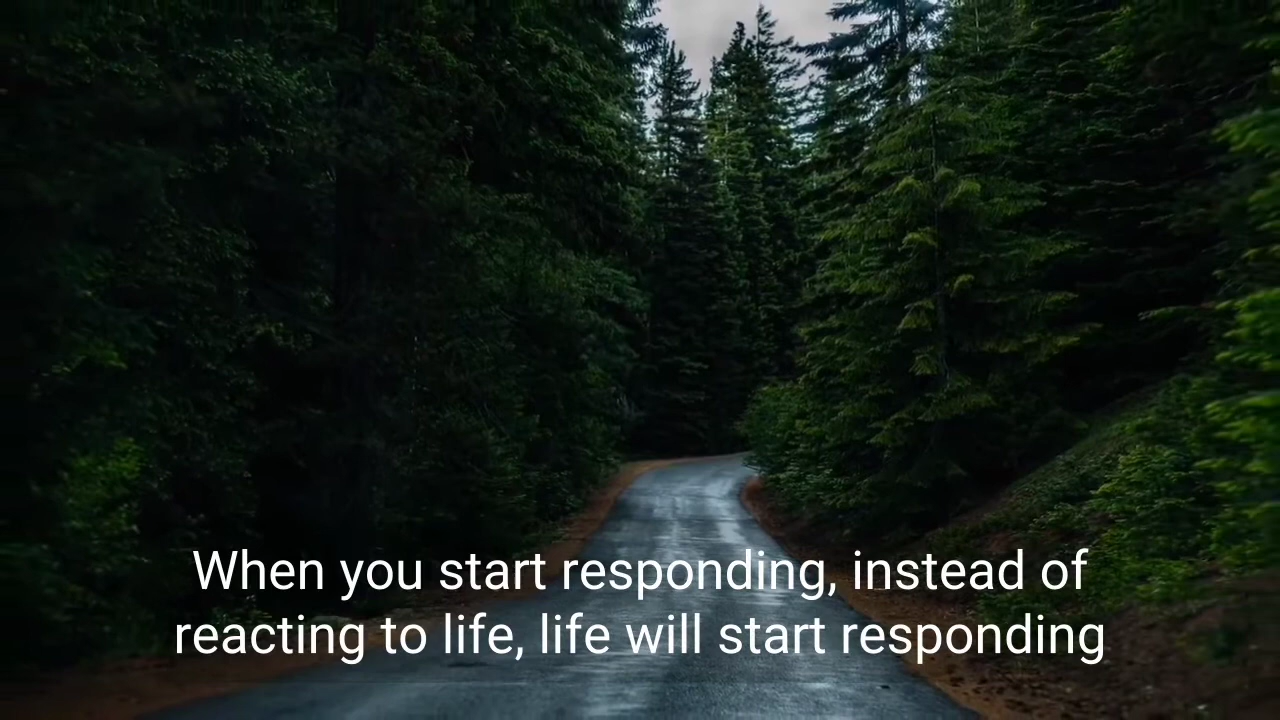 When you start responding, instead of
reacting to life, life will start responding